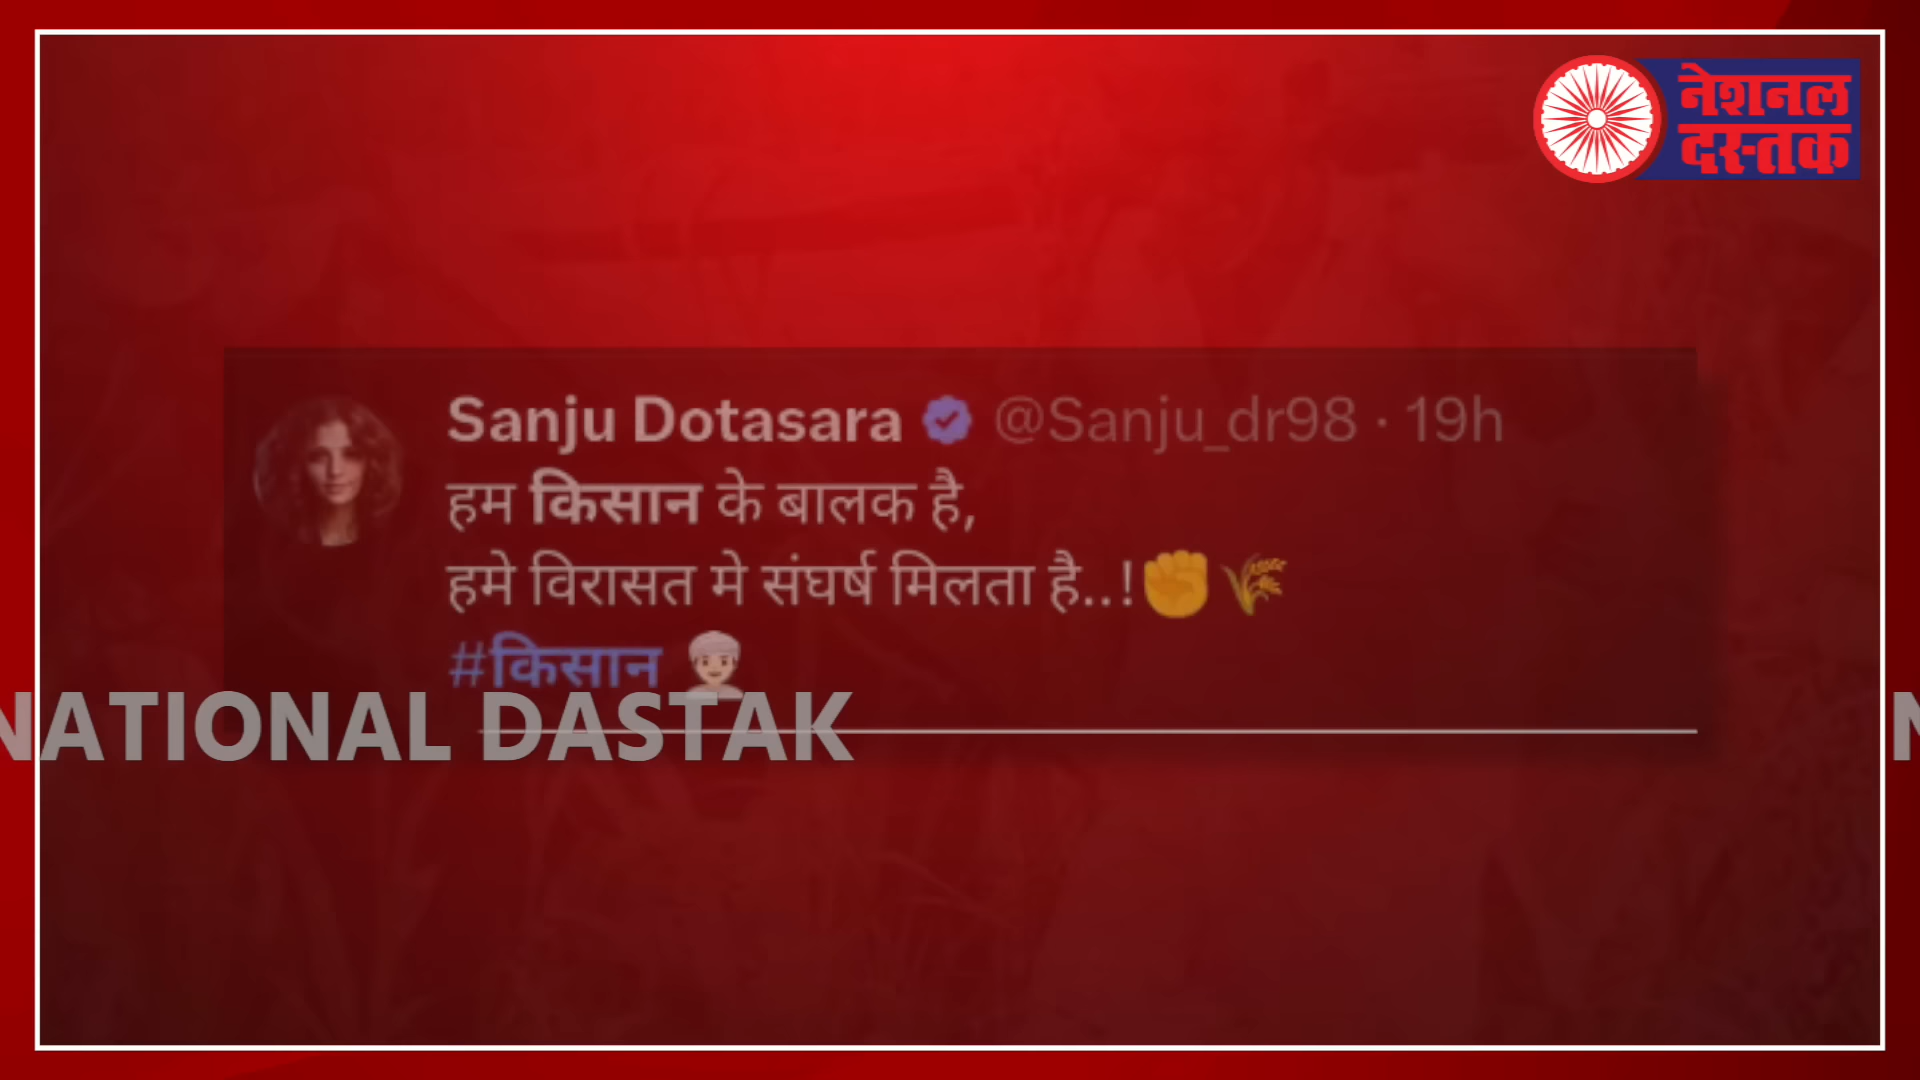 नेशनल
दस्तक
Sanju Dotasara @Sanju_dr98 · 19h
हम किसान के बालक है,
हमे विरासत मे संघर्ष मिलता है..!✊🌾
#किसान 👳🏻
NATIONAL DASTAK
N